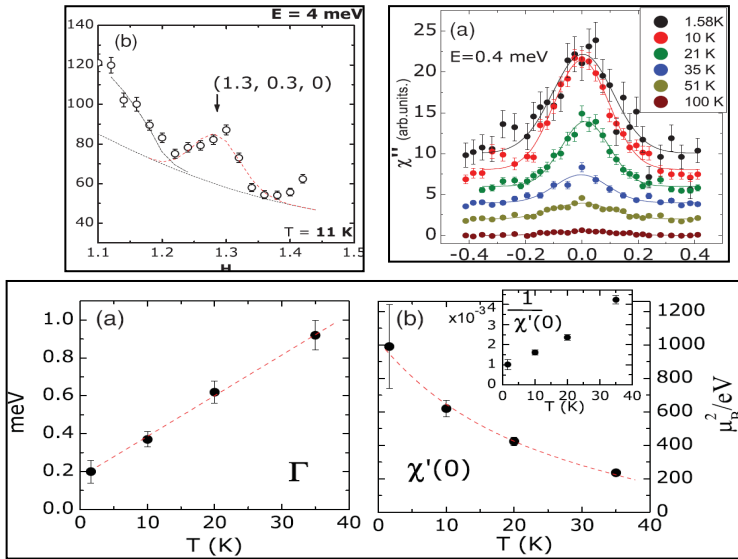 E = 4 meV
(b)
(1.3, 0.3, 0)
140
120
100
80
60
40
T = 11 K
1.1 1.2 1.3 1.4 1.5
(a)
E=0.4 meV
1.58K
10 K
21 K
35 K
51 K
100 K
χ'' (arb.units.)
25
20
15
10
5
0
-0.4 -0.2 0.0 0.2 0.4
(a)
meV
1.0
0.8
0.6
0.4
0.2
0.0
Γ
0 10 20 30 40
T (K)
(b)
x10⁻³
1
χ'(0)
4
3
2
1
0
0 10 20 30 40
T (K)
χ'(0)
1200
1000
800
600
400
200
0
μ_B²/eV
0 10 20 30 40
T (K)